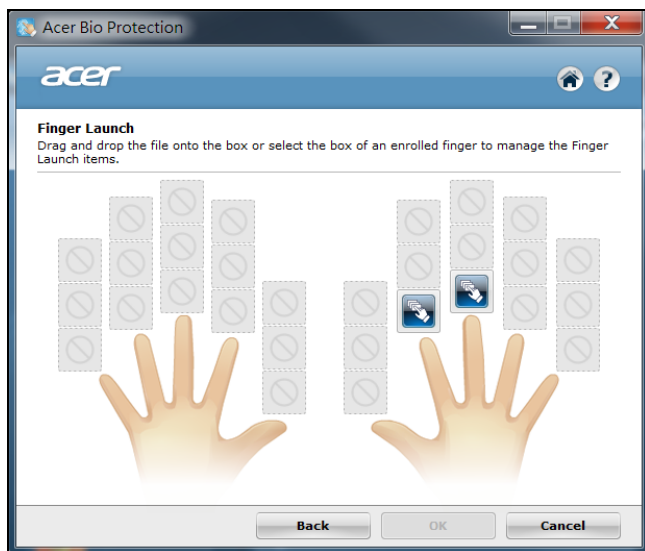 Acer Bio Protection
acer
?
Finger Launch
Drag and drop the file onto the box or select the box of an enrolled finger to manage the Finger
Launch items.
Back
OK
Cancel